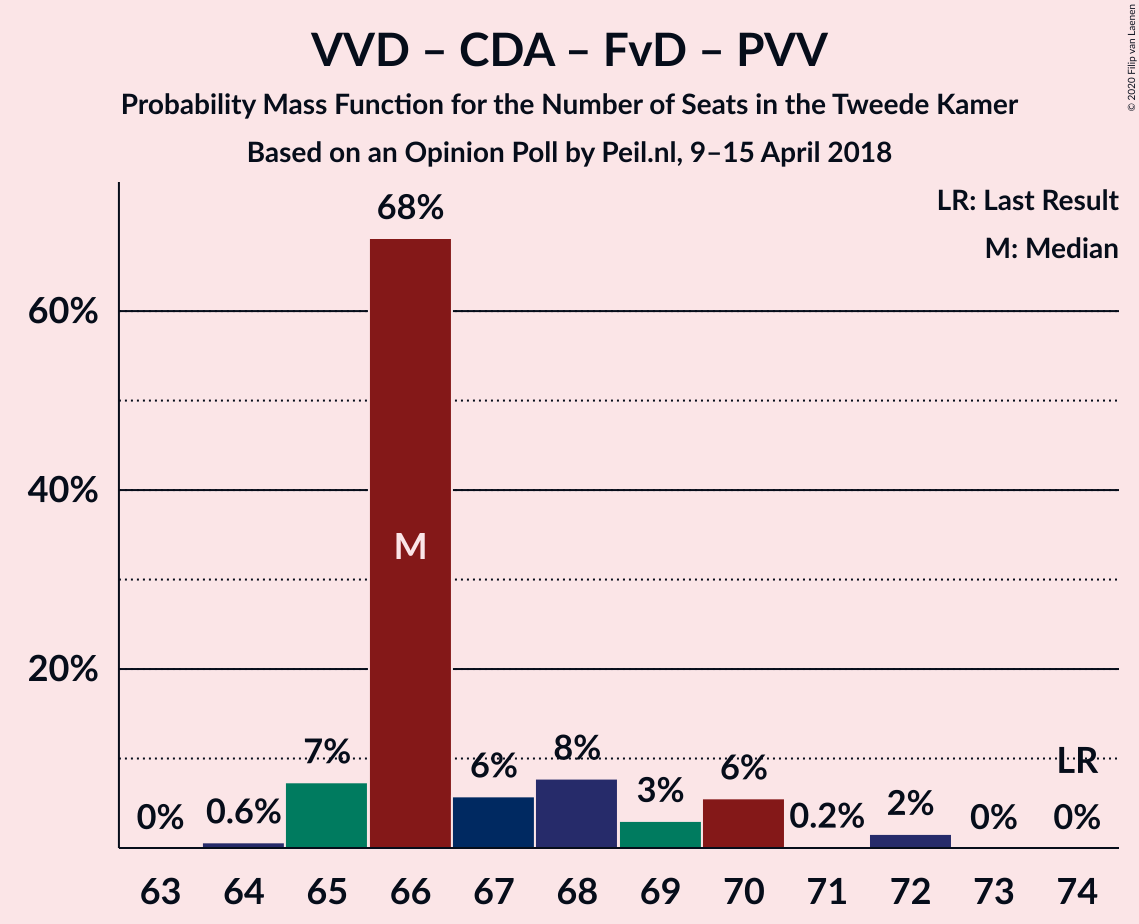 VVD – CDA – FvD – PVV
Probability Mass Function for the Number of Seats in the Tweede Kamer
Based on an Opinion Poll by Peil.nl, 9–15 April 2018
© 2020 Filip van Laenen
LR: Last Result
M: Median
68%
60%
M
40%
20%
0%
0.6%
7%
6%
8%
3%
6%
0.2%
2%
0%
LR
0%
63 64 65 66 67 68 69 70 71 72 73 74